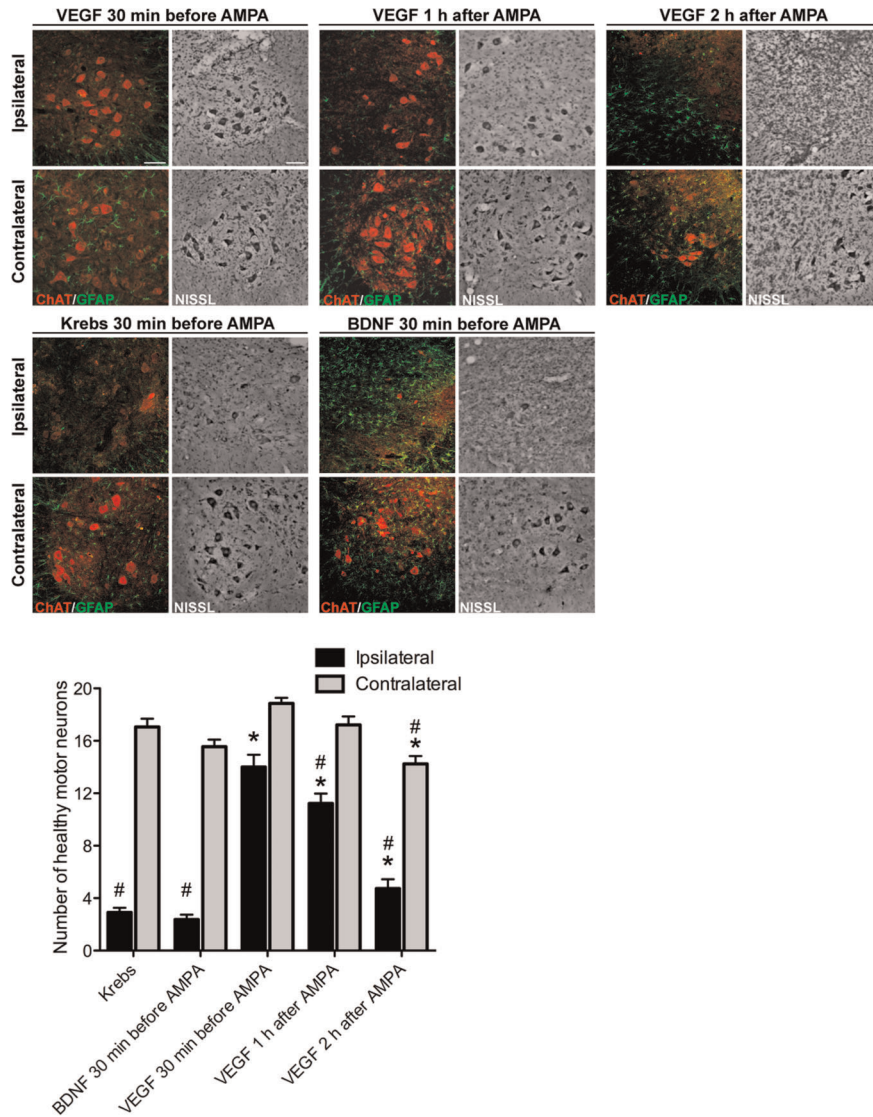 VEGF 30 min before AMPA
VEGF 1 h after AMPA
VEGF 2 h after AMPA
Ipsilateral
Contralateral
ChAT/GFAP
NISSL
ChAT/GFAP
NISSL
ChAT/GFAP
NISSL
Krebs 30 min before AMPA
BDNF 30 min before AMPA
Ipsilateral
Contralateral
ChAT/GFAP
NISSL
ChAT/GFAP
NISSL
Ipsilateral
Contralateral
Number of healthy motor neurons
20
16
12
8
4
0
#
#
*
#
*
#
*
#
*
Krebs
BDNF 30 min before AMPA
VEGF 30 min before AMPA
VEGF 1 h after AMPA
VEGF 2 h after AMPA